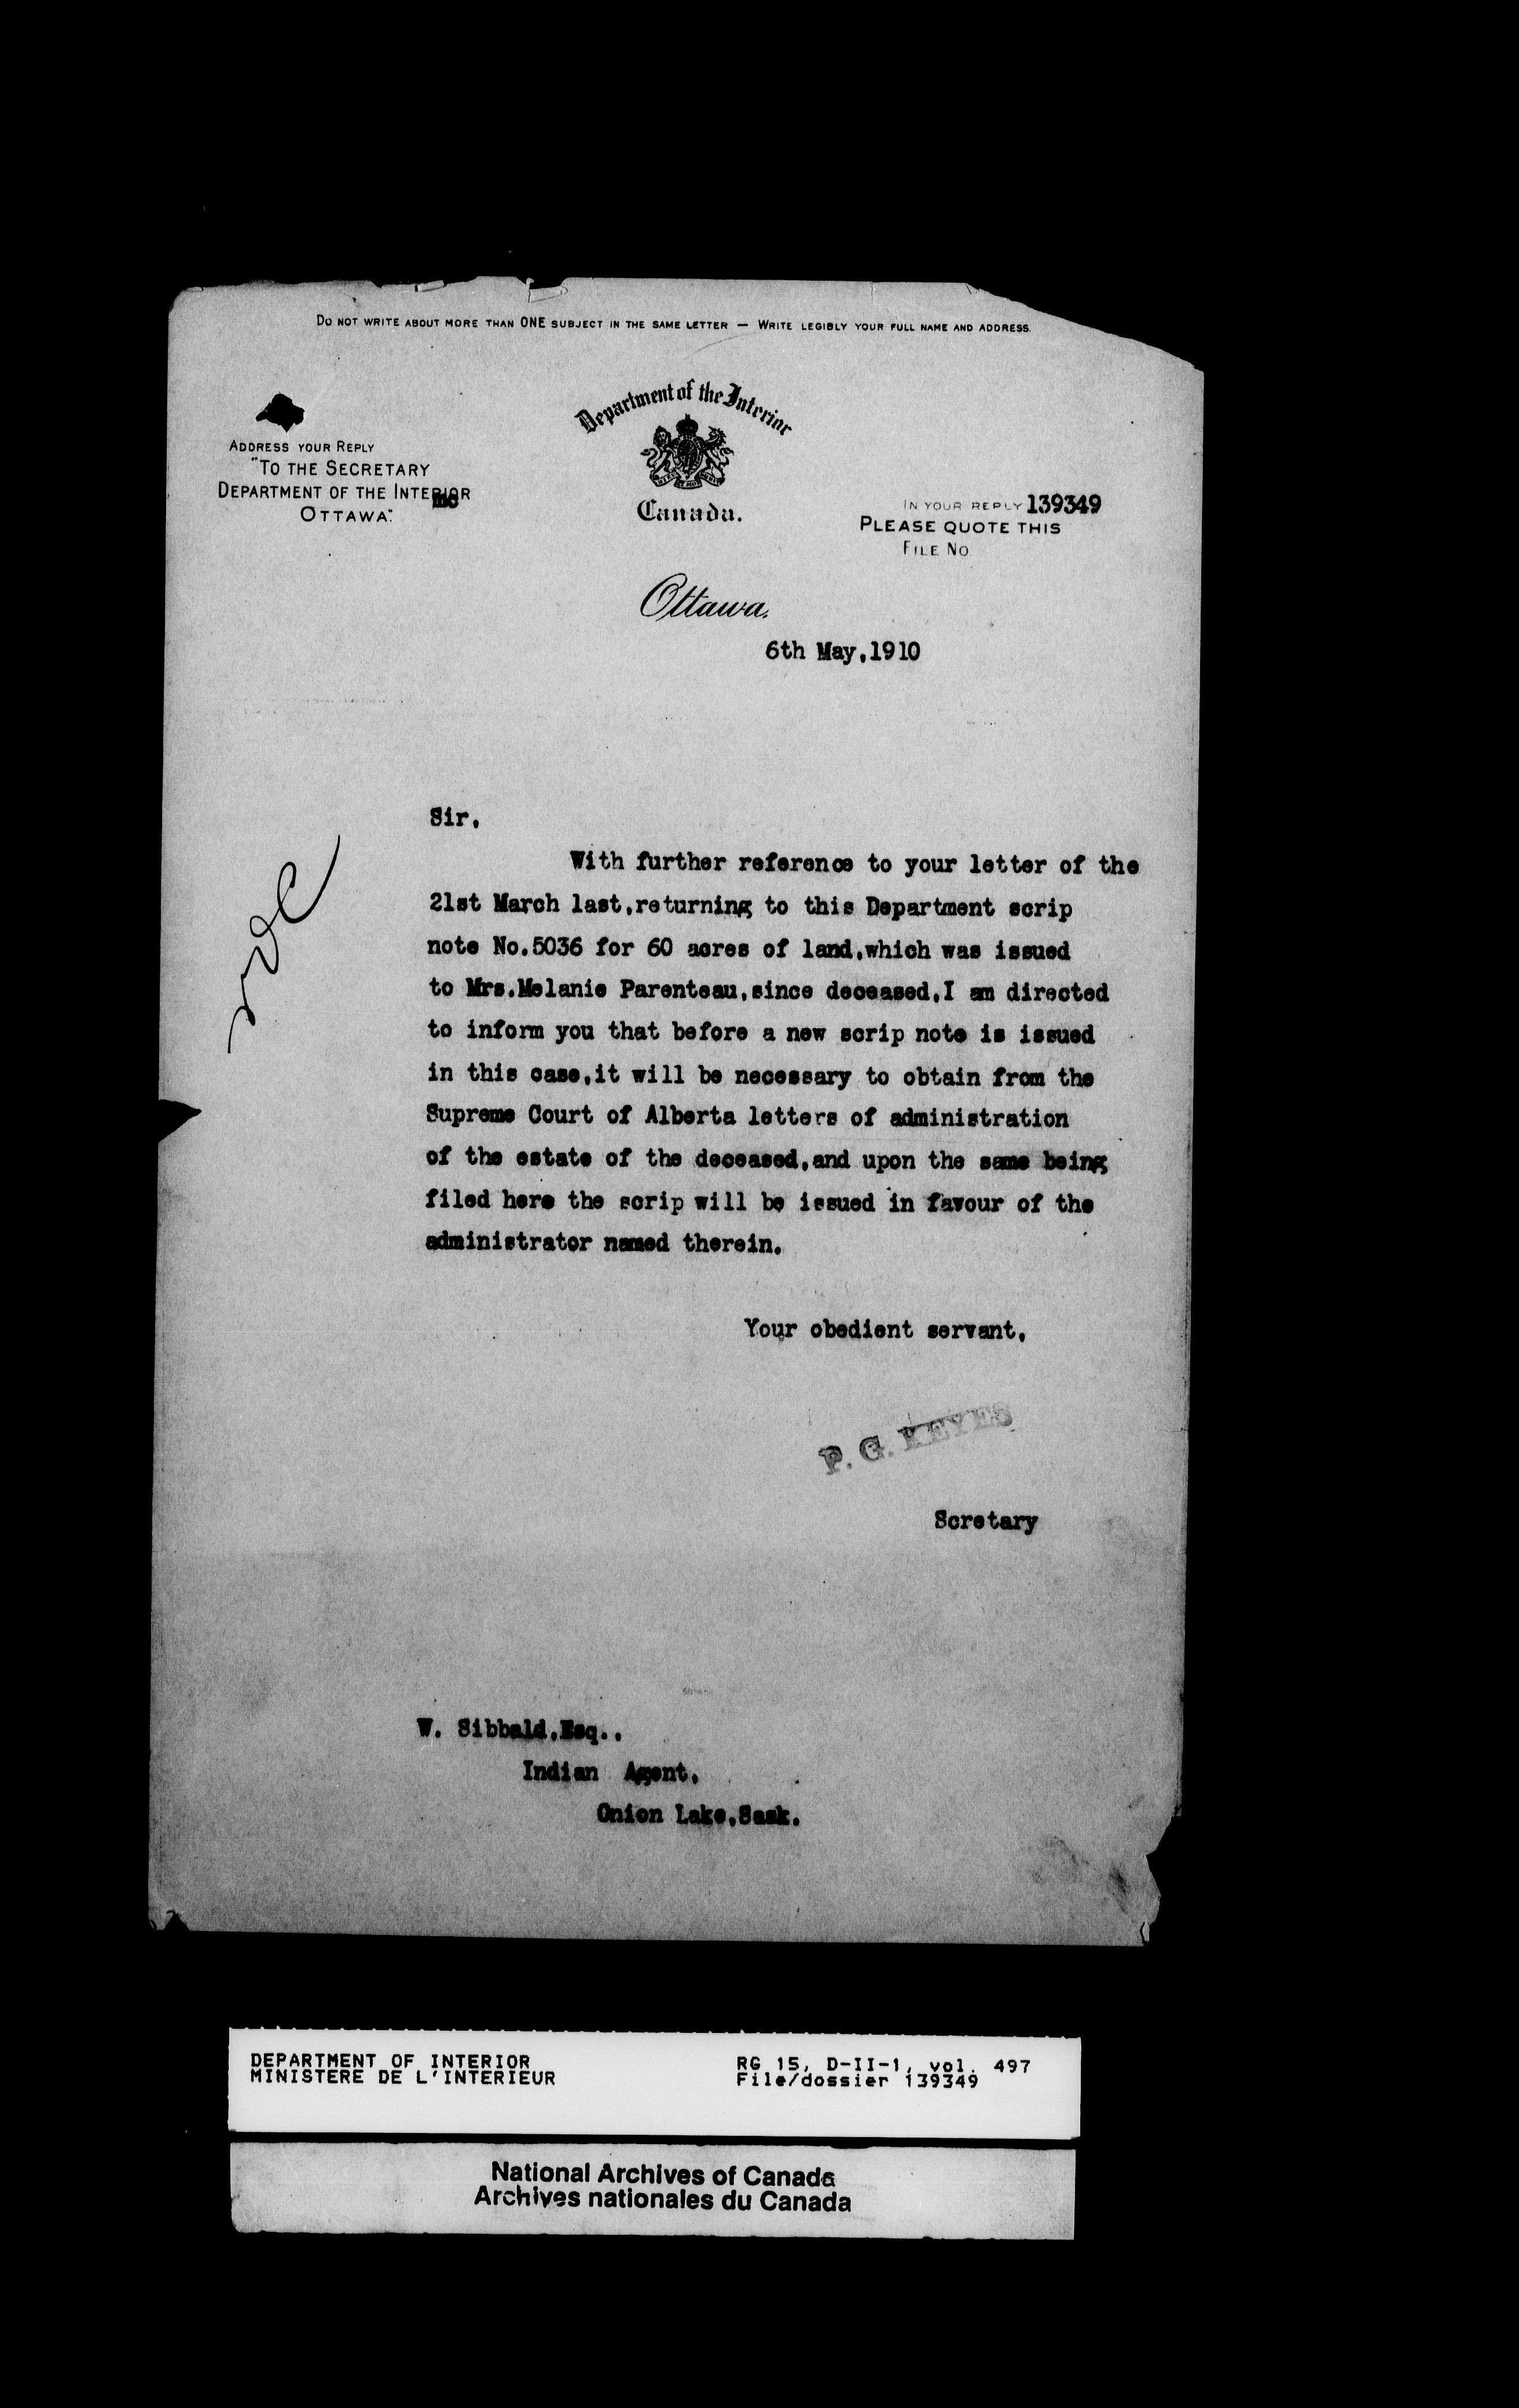 DO NOT WRITE ABOUT MORE THAN ONE SUBJECT IN THE SAME LETTER — WRITE LEGIBLY YOUR FULL NAME AND ADDRESS.
Department of the Interior
Canada.
ADDRESS YOUR REPLY
"TO THE SECRETARY
DEPARTMENT OF THE INTERIOR
OTTAWA."
IN YOUR REPLY 139349
PLEASE QUOTE THIS
FILE NO
Ottawa,
6th May,1910
Sir,
With further reference to your letter of the
21st March last,returning to this Department scrip
note No.5036 for 60 acres of land,which was issued
to Mrs.Melanie Parenteau,since deceased,I am directed
to inform you that before a new scrip note is issued
in this case,it will be necessary to obtain from the
Supreme Court of Alberta letters of administration
of the estate of the deceased,and upon the same being
filed here the scrip will be issued in favour of the
administrator named therein.
Your obedient servant,
P. G. KEYES
Scretary
W. Sibbald,Esq.,
Indian Agent,
Onion Lake,Sask.
DEPARTMENT OF INTERIOR
MINISTERE DE L'INTERIEUR
RG 15, D-II-1, vol. 497
File/dossier 139349
National Archives of Canada
Archives nationales du Canada